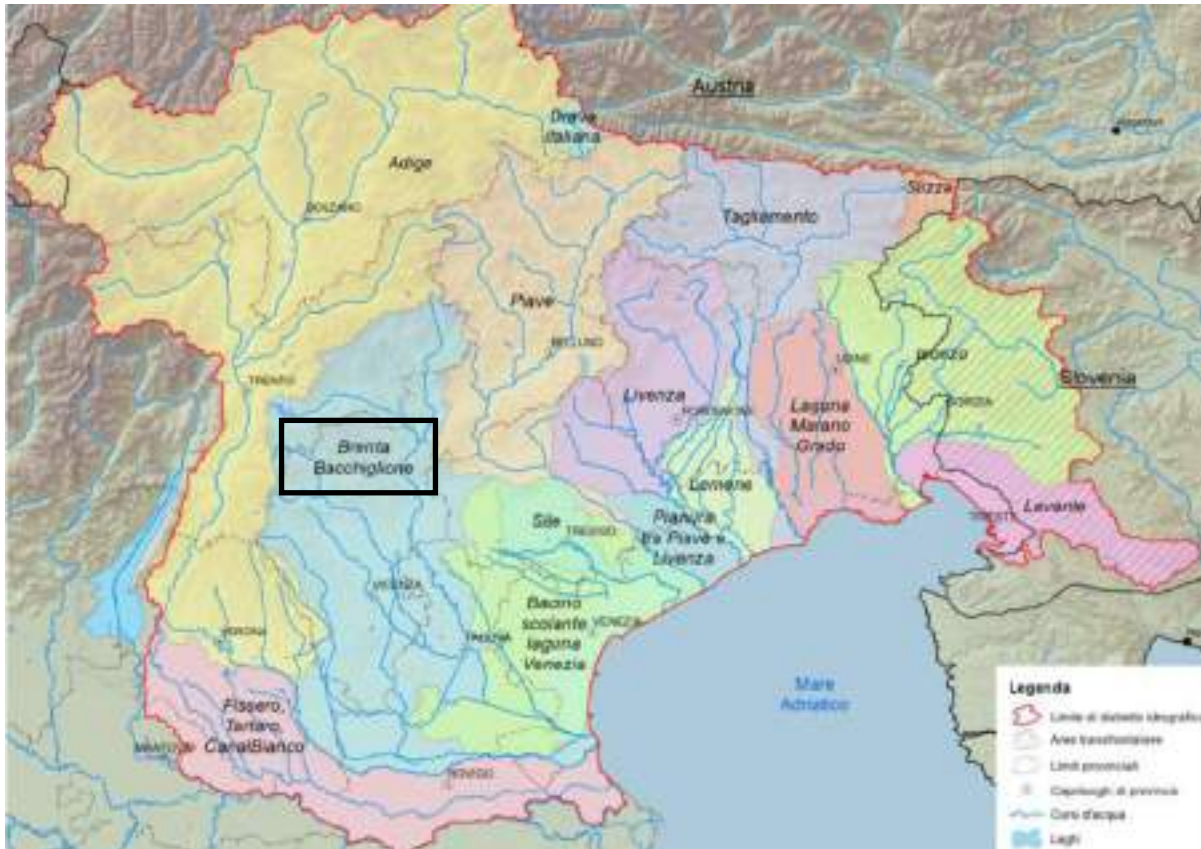 Austria
Drava
Italiana
Adige
BOLZANO
Slizza
Tagliamento
Piave
BELLUNO
UDINE
ISONZO
Slovenia
TRENTO
Livenza
PORDENONE
GORIZIA
Laguna
Marano
Grado
Brenta
Bacchiglione
Lemene
Levante
TRIESTE
Sile
TREVISO
Pianura
tra Piave e
Livenza
VICENZA
Bacino
scolante
laguna
Venezia
VENEZIA
PADOVA
VERONA
Mare
Adriatico
Fissero,
Tartaro,
CanalBianco
MANTOVA
ROVIGO
Legenda
Limite di distretto idrografico
Aree transfrontaliere
Limiti provinciali
Capoluoghi di provincia
Corsi d'acqua
Laghi